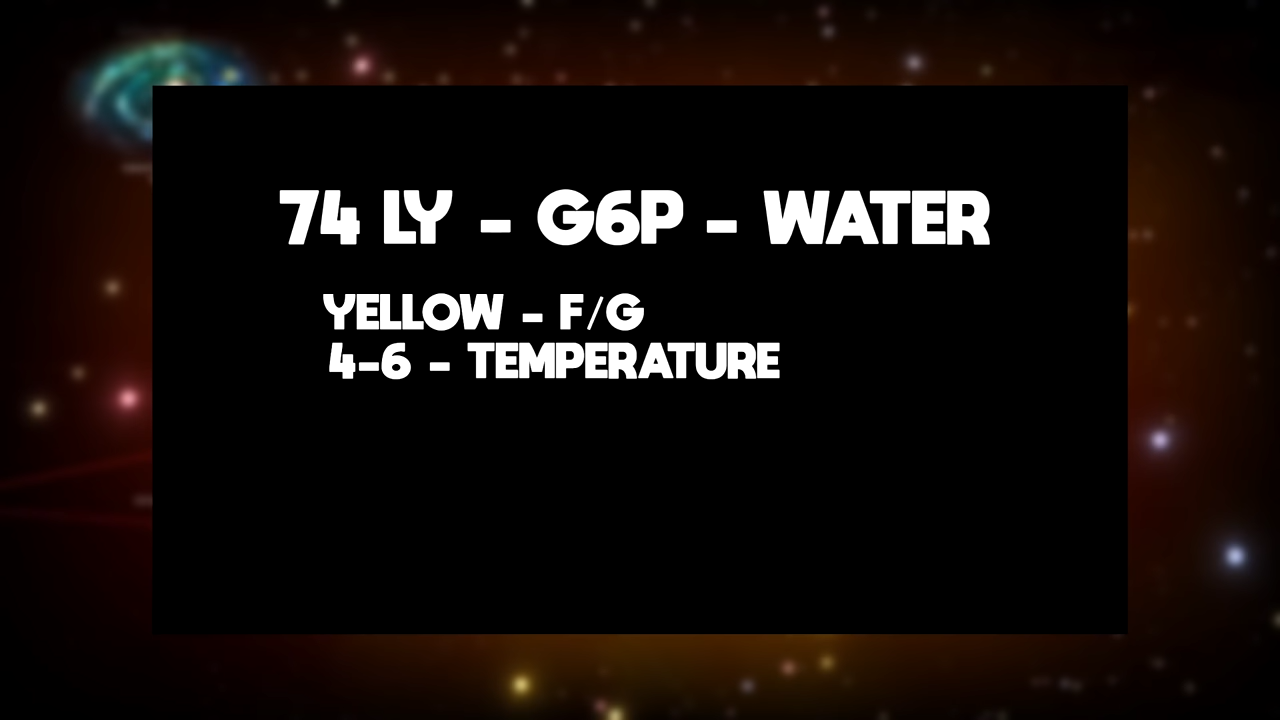 74 LY - G6P - WATER
YELLOW - F/G
4-6 - TEMPERATURE